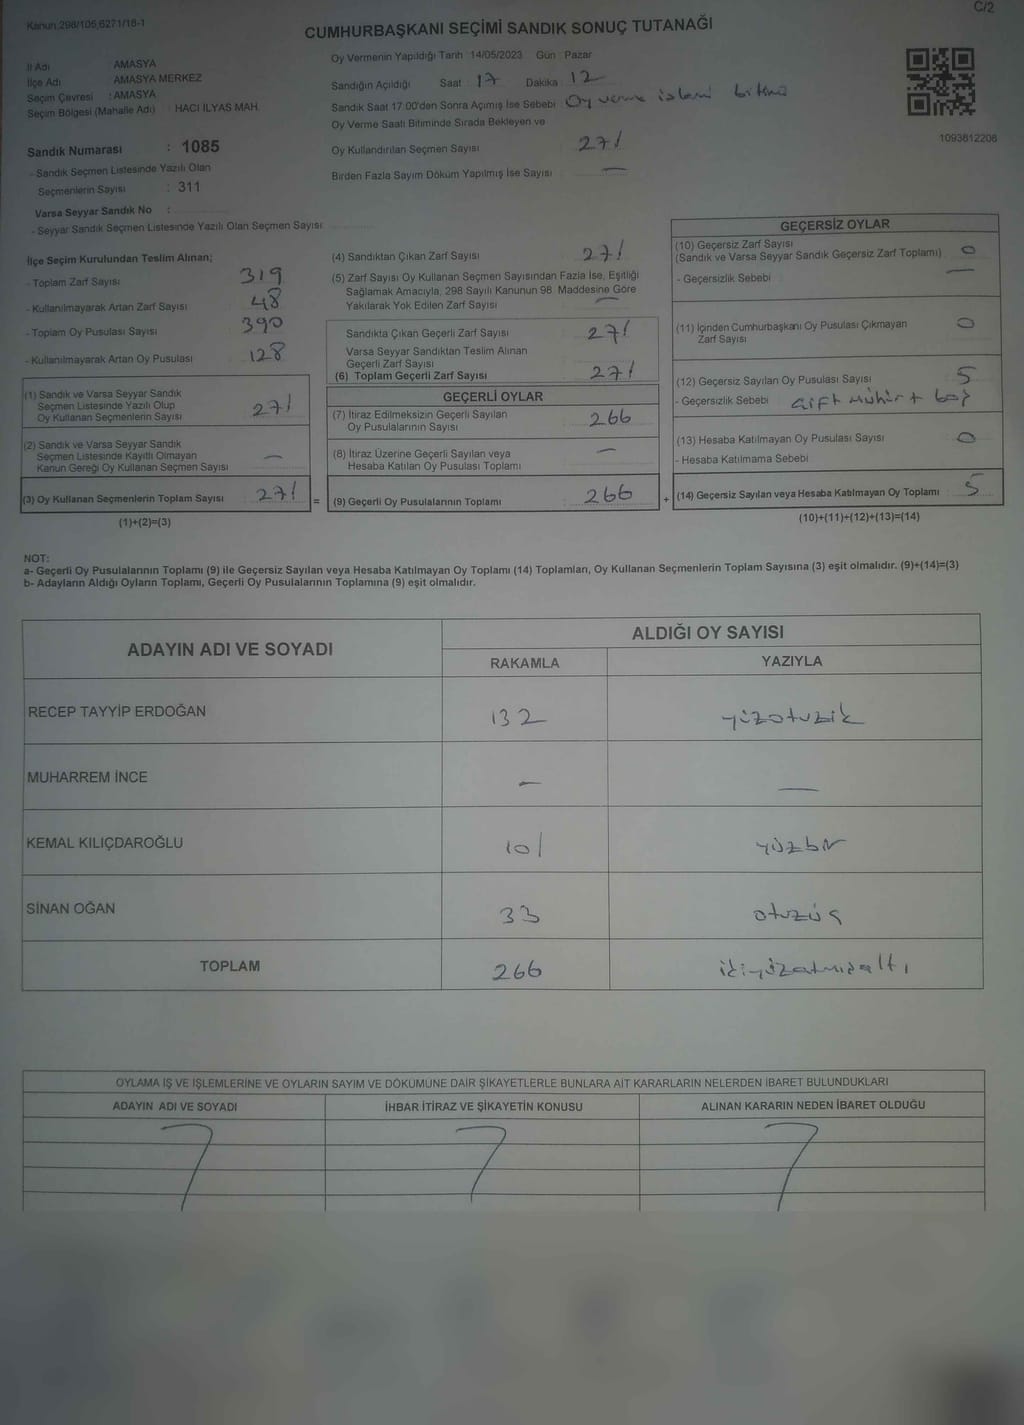 Kanun,298/105,6271/18-1
C/2
CUMHURBAŞKANI SEÇİMİ SANDIK SONUÇ TUTANAĞI
İl Adı : AMASYA
İlçe Adı : AMASYA MERKEZ
Seçim Çevresi : AMASYA
Seçim Bölgesi (Mahalle Adı) : HACI İLYAS MAH.
Oy Vermenin Yapıldığı Tarih : 14/05/2023 Gün : Pazar
Sandığın Açıldığı Saat : 17 Dakika : 12
Sandık Saat 17:00'den Sonra Açılmış İse Sebebi : Oy verme
Oy Verme Saati Bitiminde Sırada Bekleyen ve
Oy Kullandırılan Seçmen Sayısı : 271
Birden Fazla Sayım Döküm Yapılmış İse Sayısı : —
1093812208
Sandık Numarası : 1085
- Sandık Seçmen Listesinde Yazılı Olan
Seçmenlerin Sayısı : 311
Varsa Seyyar Sandık No :
- Seyyar Sandık Seçmen Listesinde Yazılı Olan Seçmen Sayısı:
İlçe Seçim Kurulundan Teslim Alınan;
- Toplam Zarf Sayısı : 319
- Kullanılmayarak Artan Zarf Sayısı : 48
- Toplam Oy Pusulası Sayısı : 390
- Kullanılmayarak Artan Oy Pusulası : 128
(1) Sandık ve Varsa Seyyar Sandık
Seçmen Listesinde Yazılı Olup
Oy Kullanan Seçmenlerin Sayısı 271
(2) Sandık ve Varsa Seyyar Sandık
Seçmen Listesinde Kayıtlı Olmayan
Kanun Gereği Oy Kullanan Seçmen Sayısı —
(3) Oy Kullanan Seçmenlerin Toplam Sayısı 271
(1)+(2)=(3)
(4) Sandıktan Çıkan Zarf Sayısı : 271
(5) Zarf Sayısı Oy Kullanan Seçmen Sayısından Fazla İse, Eşitliği
Sağlamak Amacıyla, 298 Sayılı Kanunun 98. Maddesine Göre
Yakılarak Yok Edilen Zarf Sayısı : —
Sandıkta Çıkan Geçerli Zarf Sayısı : 271
Varsa Seyyar Sandıktan Teslim Alınan
Geçerli Zarf Sayısı
(6) Toplam Geçerli Zarf Sayısı : 271
GEÇERLİ OYLAR
(7) İtiraz Edilmeksizin Geçerli Sayılan
Oy Pusulalarının Sayısı 266
(8) İtiraz Üzerine Geçerli Sayılan veya
Hesaba Katılan Oy Pusulası Toplamı —
= (9) Geçerli Oy Pusulalarının Toplamı 266
GEÇERSİZ OYLAR
(10) Geçersiz Zarf Sayısı
(Sandık ve Varsa Seyyar Sandık Geçersiz Zarf Toplamı) : 0
- Geçersizlik Sebebi : —
(11) İçinden Cumhurbaşkanı Oy Pusulası Çıkmayan
Zarf Sayısı : 0
(12) Geçersiz Sayılan Oy Pusulası Sayısı : 5
- Geçersizlik Sebebi : çift mühür + boş
(13) Hesaba Katılmayan Oy Pusulası Sayısı : 0
- Hesaba Katılmama Sebebi :
+ (14) Geçersiz Sayılan veya Hesaba Katılmayan Oy Toplamı : 5
(10)+(11)+(12)+(13)=(14)
NOT:
a- Geçerli Oy Pusulalarının Toplamı (9) ile Geçersiz Sayılan veya Hesaba Katılmayan Oy Toplamı (14) Toplamları, Oy Kullanan Seçmenlerin Toplam Sayısına (3) eşit olmalıdır. (9)+(14)=(3)
b- Adayların Aldığı Oyların Toplamı, Geçerli Oy Pusulalarının Toplamına (9) eşit olmalıdır.
ADAYIN ADI VE SOYADI ALDIĞI OY SAYISI
RAKAMLA YAZIYLA
RECEP TAYYİP ERDOĞAN 132 yüzotuziki
MUHARREM İNCE — —
KEMAL KILIÇDAROĞLU 101 yüzbir
SİNAN OĞAN 33 otuzüç
TOPLAM 266 ikiyüzatmışaltı
OYLAMA İŞ VE İŞLEMLERİNE VE OYLARIN SAYIM VE DÖKÜMÜNE DAİR ŞİKAYETLERLE BUNLARA AİT KARARLARIN NELERDEN İBARET BULUNDUKLARI
ADAYIN ADI VE SOYADI İHBAR İTİRAZ VE ŞİKAYETİN KONUSU ALINAN KARARIN NEDEN İBARET OLDUĞU